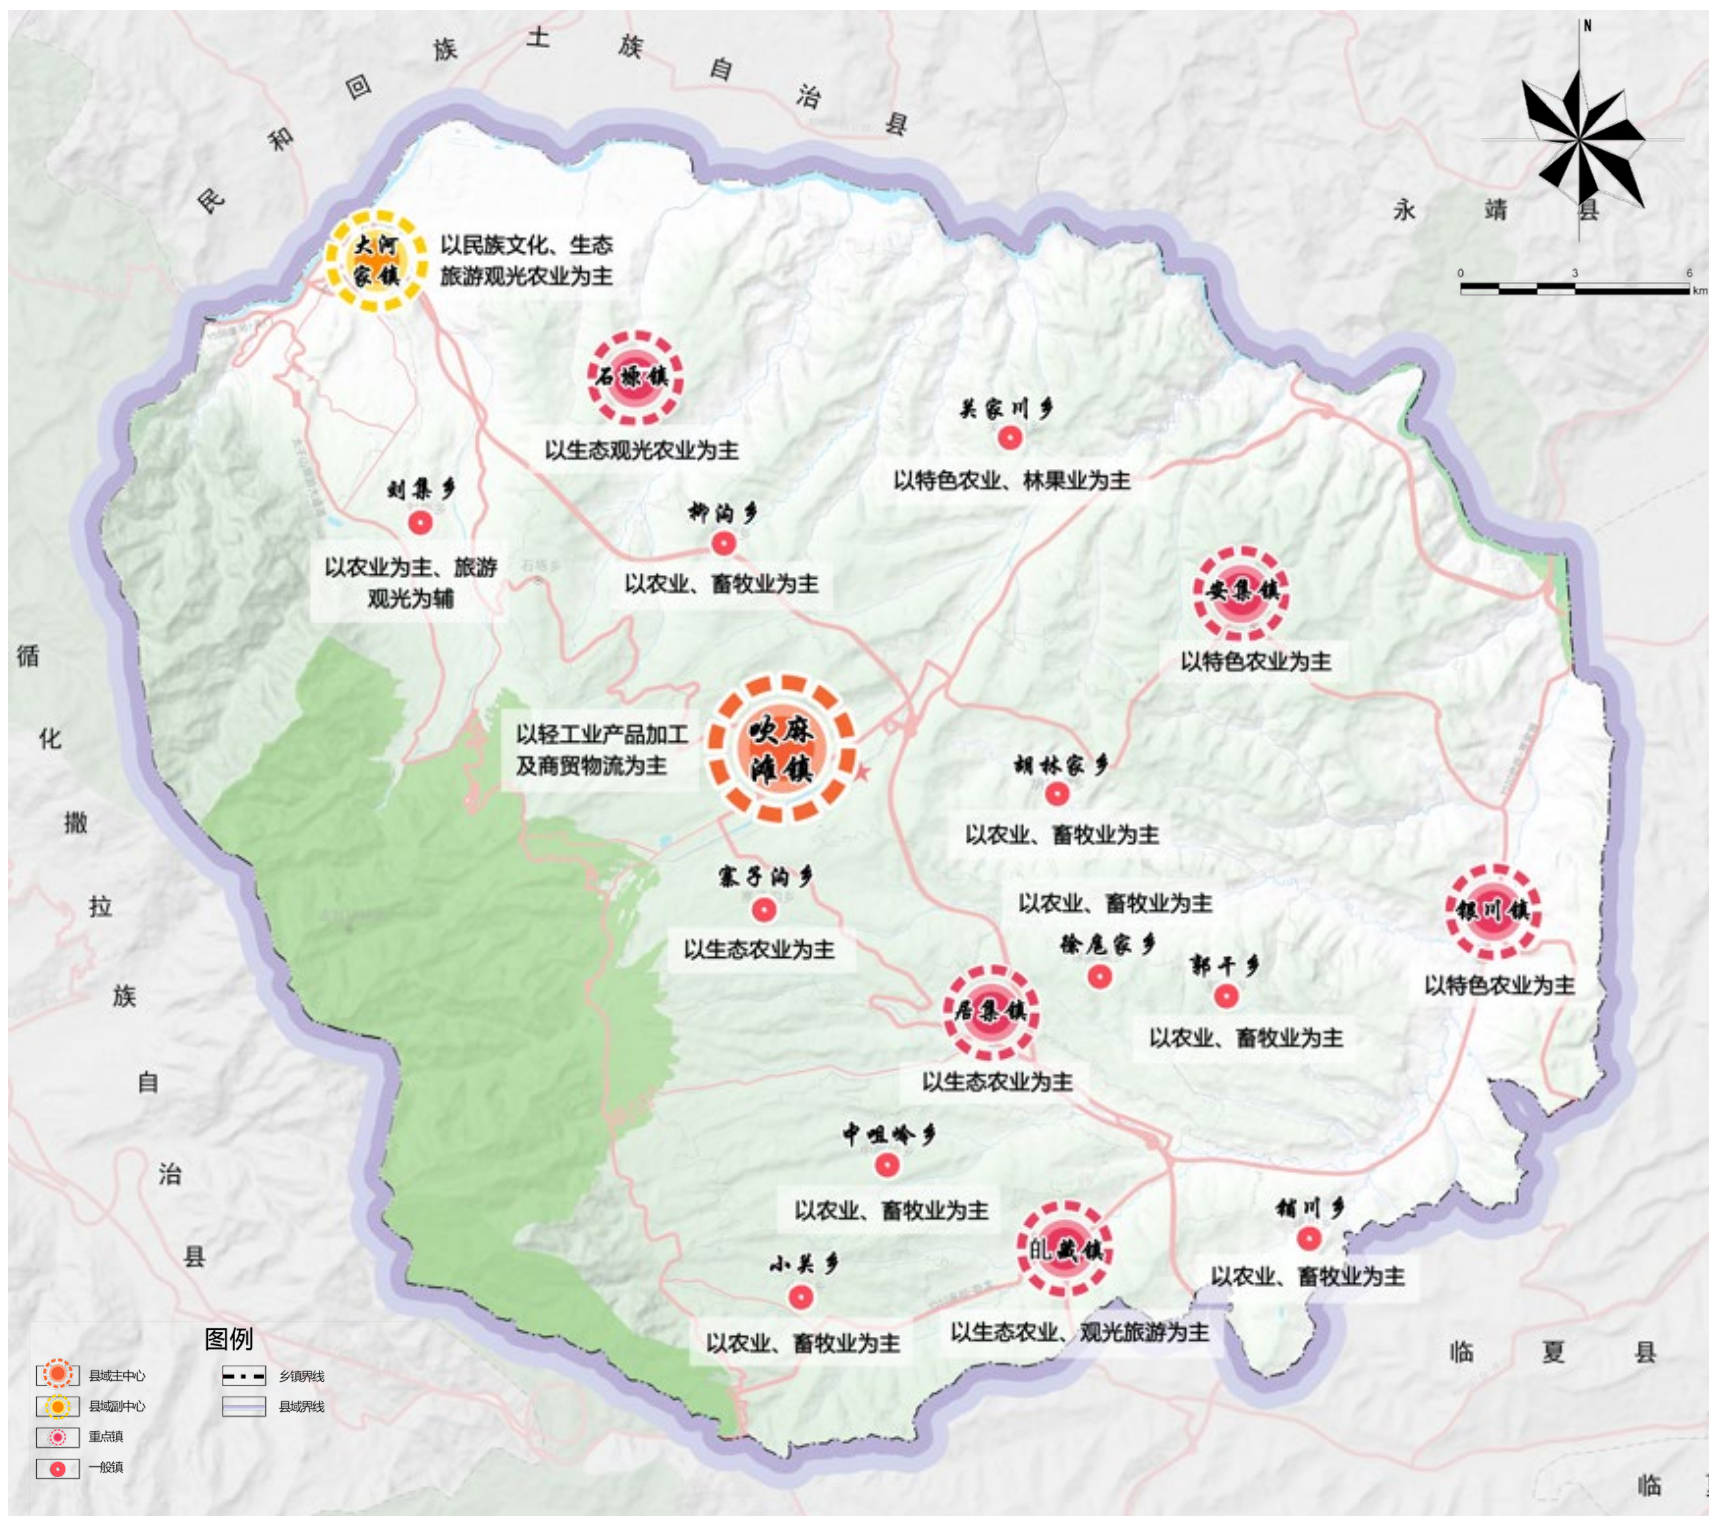 民和回族土族自治县
永靖县
N
0 3 6
km
大河
家镇
以民族文化、生态
旅游观光农业为主
石塬镇
以生态观光农业为主
关家川乡
以特色农业、林果业为主
刘集乡
以农业为主、旅游
观光为辅
柳沟乡
以农业、畜牧业为主
安集镇
以特色农业为主
循化撒拉族自治县
吹麻
滩镇
以轻工业产品加工
及商贸物流为主
胡林家乡
以农业、畜牧业为主
寨子沟乡
以生态农业为主
以农业、畜牧业为主
徐扈家乡
郭干乡
以农业、畜牧业为主
银川镇
以特色农业为主
居集镇
以生态农业为主
中咀岭乡
以农业、畜牧业为主
癿藏镇
以生态农业、观光旅游为主
铺川乡
以农业、畜牧业为主
小关乡
以农业、畜牧业为主
临夏县
临
图例
县域主中心
乡镇界线
县域副中心
县域界线
重点镇
一般镇